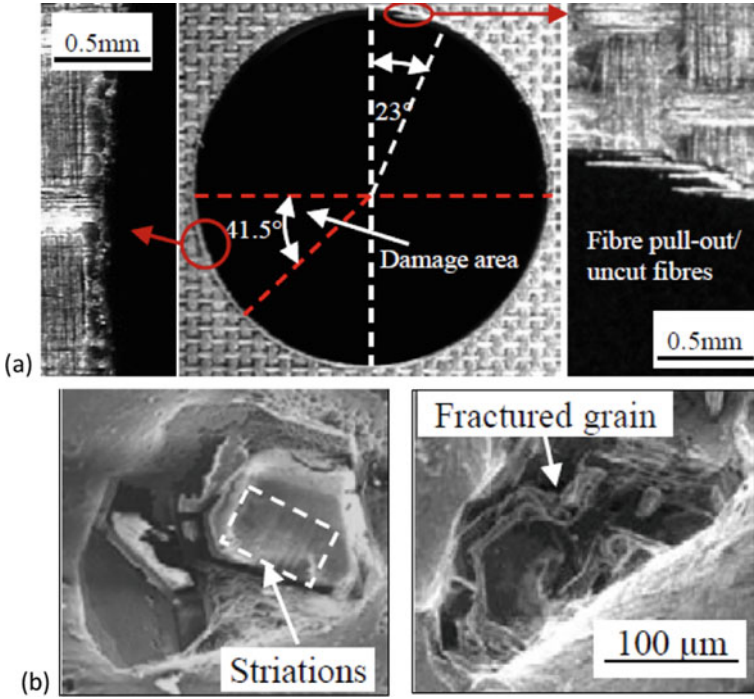 0.5mm
23°
41.5°
Damage area
Fibre pull-out/
uncut fibres
0.5mm
(a)
Fractured grain
Striations
100 µm
(b)